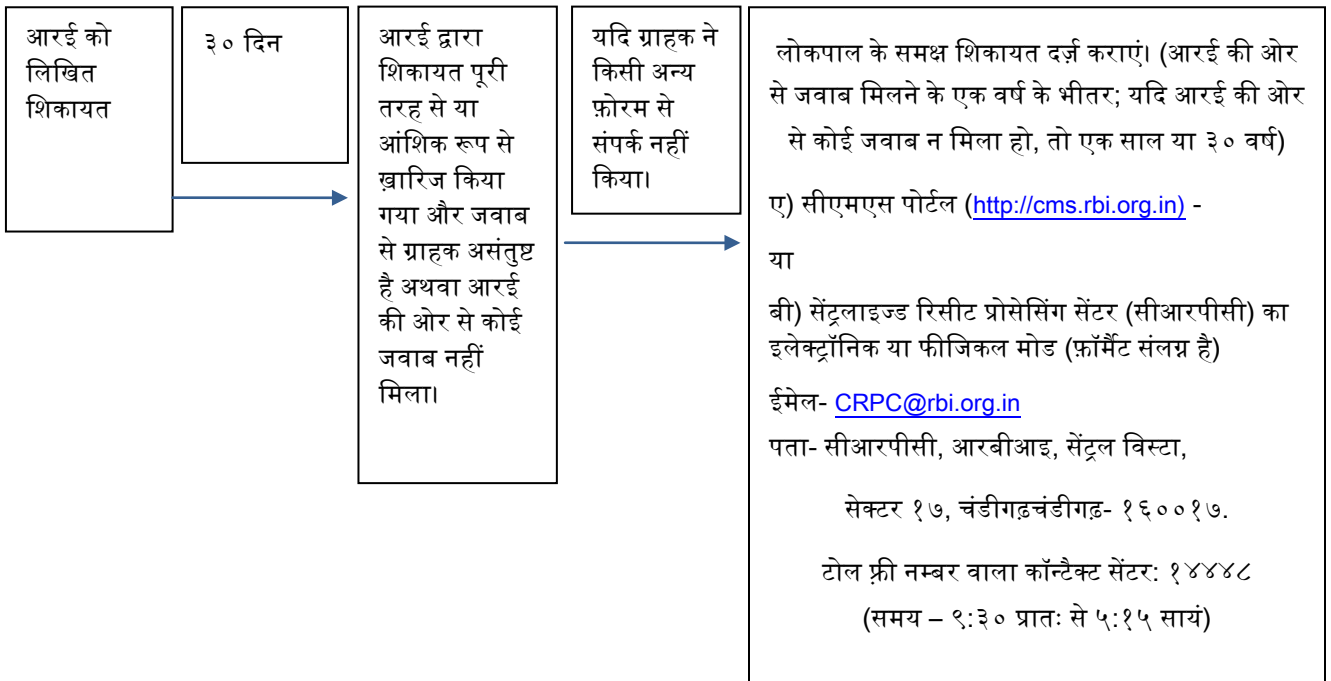 आरई को
लिखित
शिकायत
३० दिन
आरई द्वारा
शिकायत पूरी
तरह से या
आंशिक रूप से
ख़ारिज किया
गया और जवाब
से ग्राहक असंतुष्ट
है अथवा आरई
की ओर से कोई
जवाब नहीं
मिला।
यदि ग्राहक ने
किसी अन्य
फ़ोरम से
संपर्क नहीं
किया।
लोकपाल के समक्ष शिकायत दर्ज़ कराएं। (आरई की ओर
से जवाब मिलने के एक वर्ष के भीतर; यदि आरई की ओर
से कोई जवाब न मिला हो, तो एक साल या ३० वर्ष)
ए) सीएमएस पोर्टल (http://cms.rbi.org.in) -
या
बी) सेंट्रलाइज्ड रिसीट प्रोसेसिंग सेंटर (सीआरपीसी) का
इलेक्ट्रॉनिक या फीजिकल मोड (फ़ॉर्मैट संलग्न है)
ईमेल- CRPC@rbi.org.in
पता- सीआरपीसी, आरबीआइ, सेंट्रल विस्टा,
सेक्टर १७, चंडीगढ़चंडीगढ़- १६००१७.
टोल फ़्री नम्बर वाला कॉन्टैक्ट सेंटर: १४४४८
(समय – ९:३० प्रातः से ५:१५ सायं)